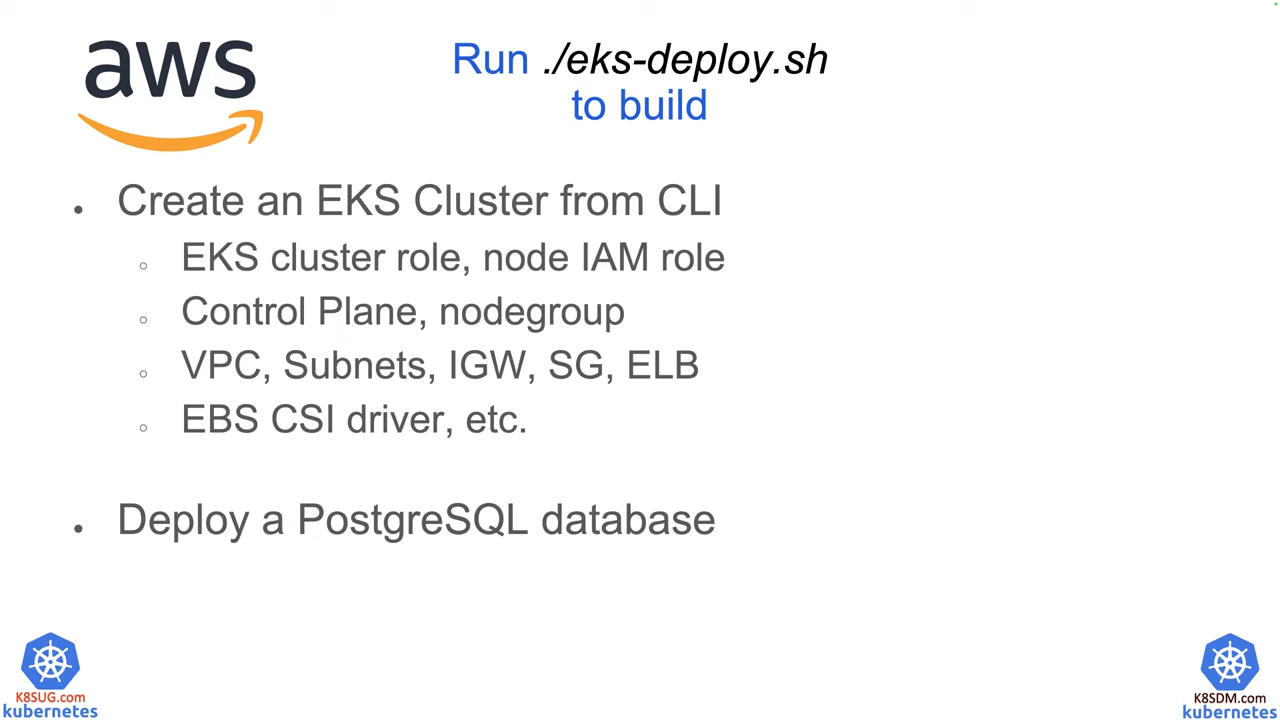 aws
Run ./eks-deploy.sh
to build
• Create an EKS Cluster from CLI
○ EKS cluster role, node IAM role
○ Control Plane, nodegroup
○ VPC, Subnets, IGW, SG, ELB
○ EBS CSI driver, etc.
• Deploy a PostgreSQL database
K8SUG.com
kubernetes
K8SDM.com
kubernetes